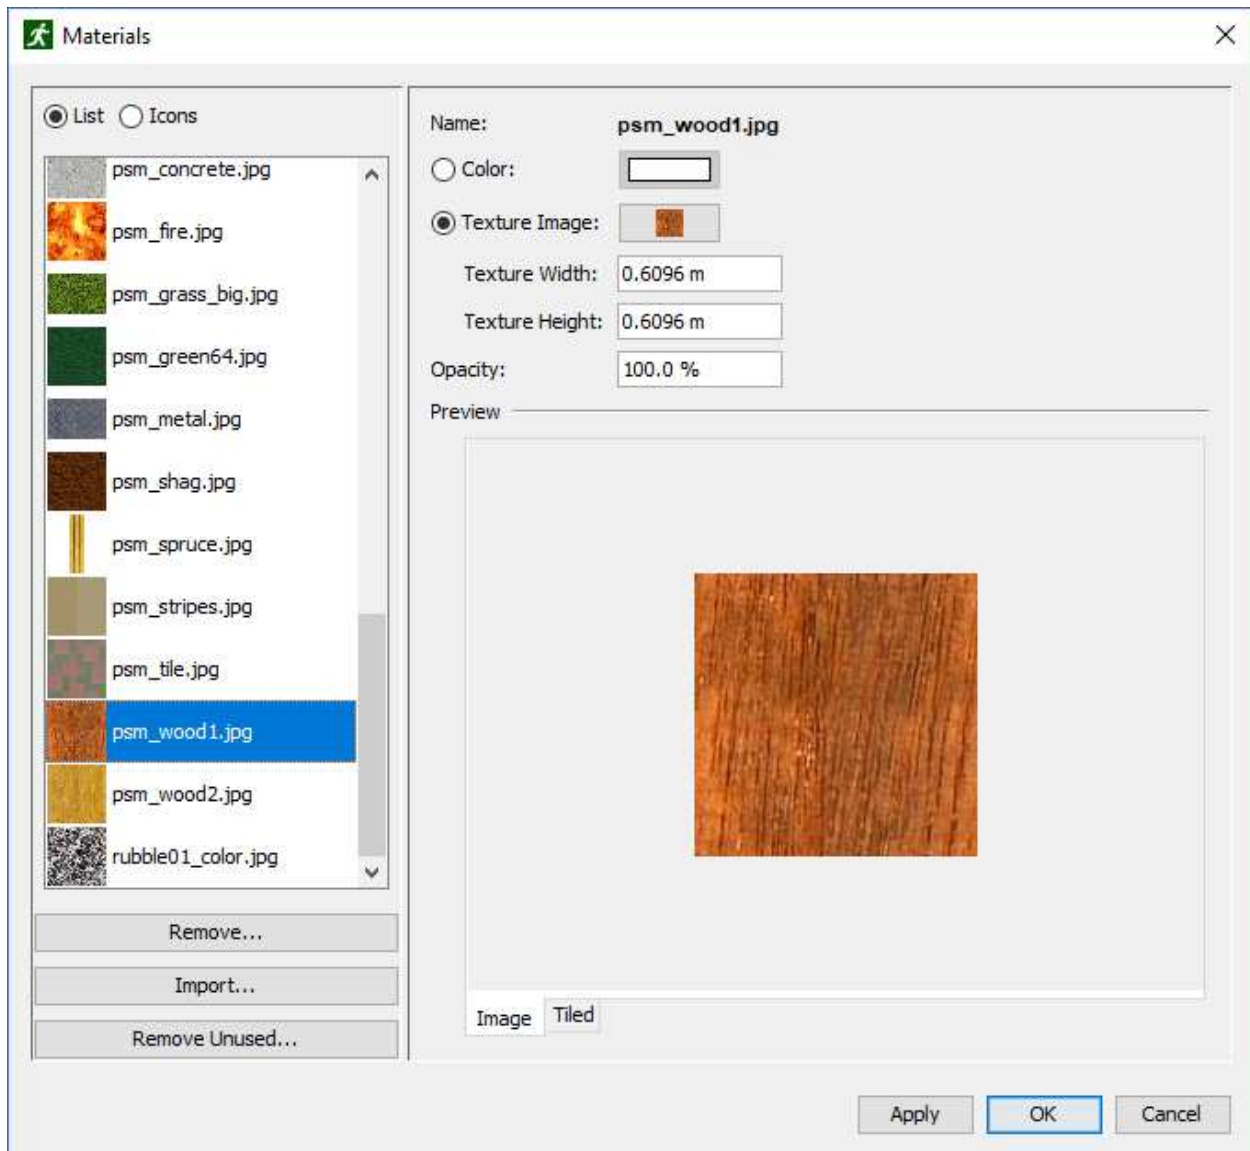 Materials
List Icons
psm_concrete.jpg
psm_fire.jpg
psm_grass_big.jpg
psm_green64.jpg
psm_metal.jpg
psm_shag.jpg
psm_spruce.jpg
psm_stripes.jpg
psm_tile.jpg
psm_wood1.jpg
psm_wood2.jpg
rubble01_color.jpg
Remove...
Import...
Remove Unused...
Name: psm_wood1.jpg
Color:
Texture Image:
Texture Width: 0.6096 m
Texture Height: 0.6096 m
Opacity: 100.0 %
Preview
Image Tiled
Apply OK Cancel